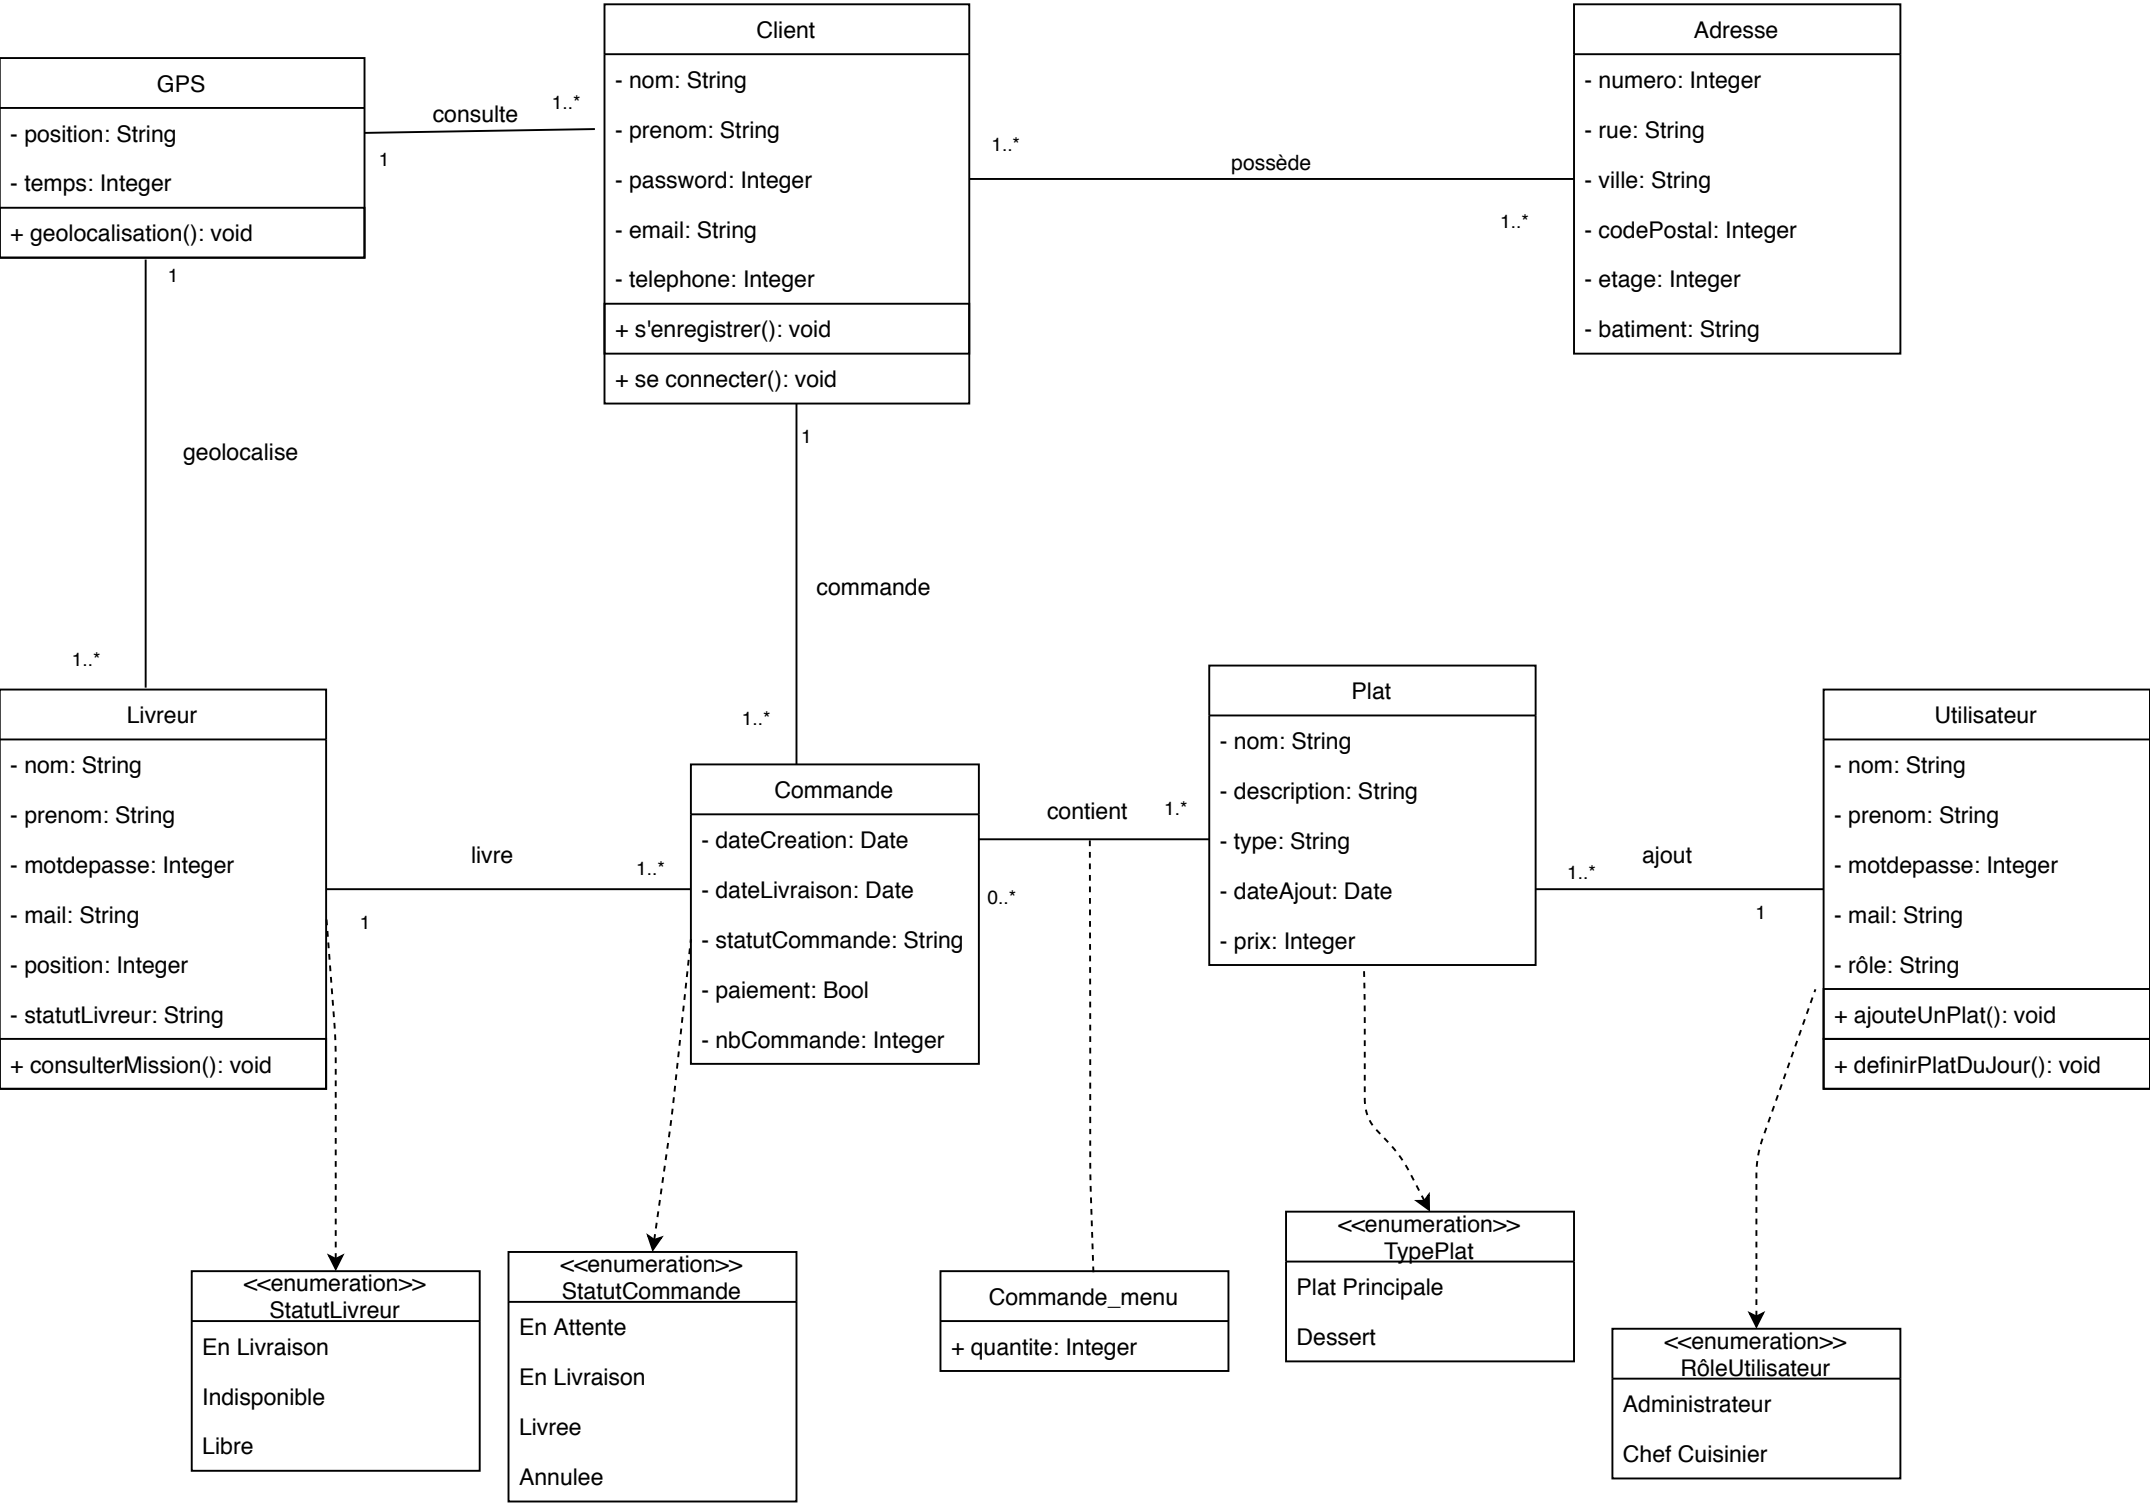 GPS
- position: String
- temps: Integer
+ geolocalisation(): void
consulte
1
1..*
Client
- nom: String
- prenom: String
- password: Integer
- email: String
- telephone: Integer
+ s'enregistrer(): void
+ se connecter(): void
1..*
possède
1..*
Adresse
- numero: Integer
- rue: String
- ville: String
- codePostal: Integer
- etage: Integer
- batiment: String
1
geolocalise
1..*
1
commande
1..*
Livreur
- nom: String
- prenom: String
- motdepasse: Integer
- mail: String
- position: Integer
- statutLivreur: String
+ consulterMission(): void
livre
1
1..*
Commande
- dateCreation: Date
- dateLivraison: Date
- statutCommande: String
- paiement: Bool
- nbCommande: Integer
contient
1.*
0..*
Plat
- nom: String
- description: String
- type: String
- dateAjout: Date
- prix: Integer
1..*
ajout
1
Utilisateur
- nom: String
- prenom: String
- motdepasse: Integer
- mail: String
- rôle: String
+ ajouteUnPlat(): void
+ definirPlatDuJour(): void
<<enumeration>>
StatutLivreur
En Livraison
Indisponible
Libre
<<enumeration>>
StatutCommande
En Attente
En Livraison
Livree
Annulee
Commande_menu
+ quantite: Integer
<<enumeration>>
TypePlat
Plat Principale
Dessert
<<enumeration>>
RôleUtilisateur
Administrateur
Chef Cuisinier